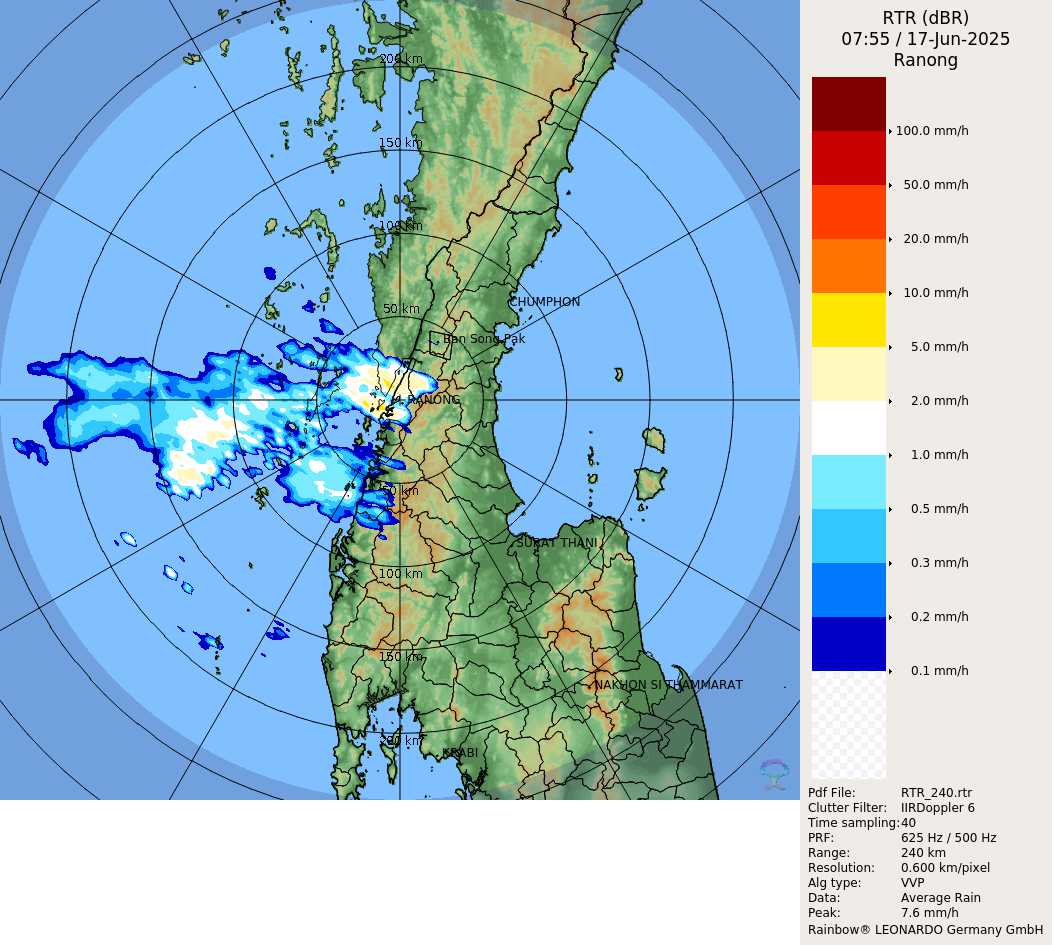 RTR (dBR)
07:55 / 17-Jun-2025
Ranong
200 km
150 km
100 km
50 km
CHUMPHON
Ban Song Pak
RANONG
50 km
SURAT THANI
100 km
150 km
NAKHON SI THAMMARAT
200 km
KRABI
100.0 mm/h
50.0 mm/h
20.0 mm/h
10.0 mm/h
5.0 mm/h
2.0 mm/h
1.0 mm/h
0.5 mm/h
0.3 mm/h
0.2 mm/h
0.1 mm/h
Pdf File: RTR_240.rtr
Clutter Filter: IIRDoppler 6
Time sampling:40
PRF: 625 Hz / 500 Hz
Range: 240 km
Resolution: 0.600 km/pixel
Alg type: VVP
Data: Average Rain
Peak: 7.6 mm/h
Rainbow® LEONARDO Germany GmbH